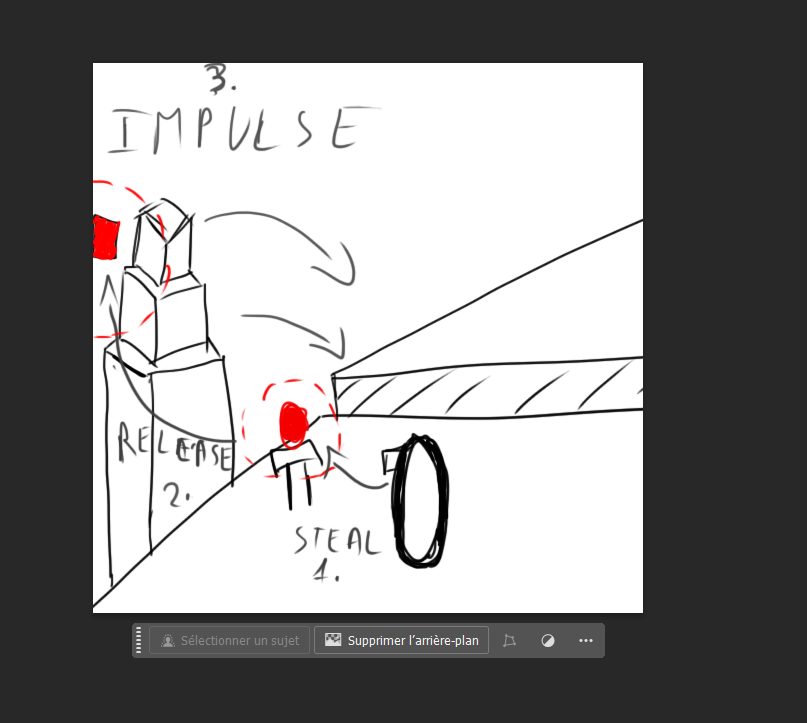 3.
IMPULSE
RELEASE
2.
STEAL
1.
Sélectionner un sujet
Supprimer l’arrière-plan